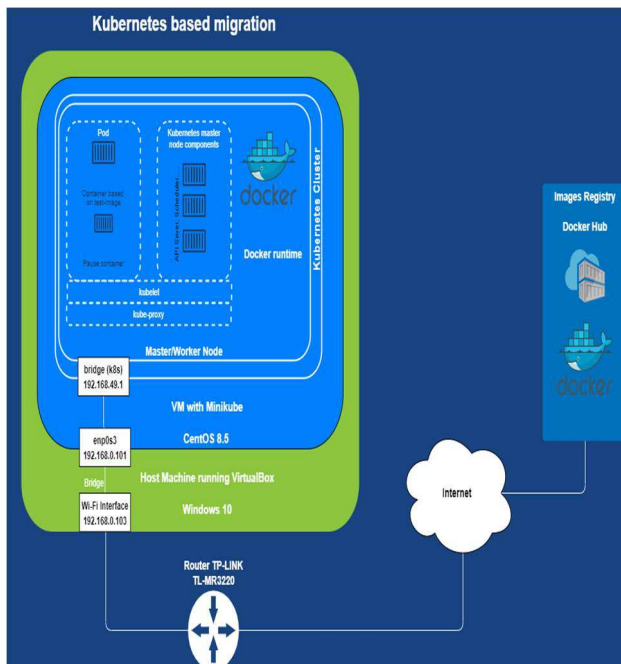 Kubernetes based migration
Pod
Container based
on test-image
Pause container
Kubernetes master
node components
API Sever, Scheduler,...
docker
Docker runtime
Kubernetes Cluster
kubelet
kube-proxy
Master/Worker Node
bridge (k8s)
192.168.49.1
VM with Minikube
CentOS 8.5
enp0s3
192.168.0.101
Bridge
Host Machine running VirtualBox
Wi-Fi Interface
192.168.0.103
Windows 10
Router TP-LINK
TL-MR3220
Internet
Images Registry
Docker Hub
docker